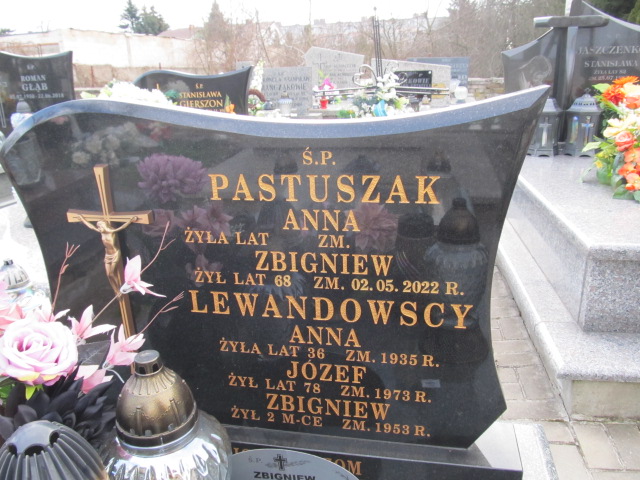 Ś.P.
PASTUSZAK
ANNA
ŻYŁA LAT ZM.
ZBIGNIEW
ŻYŁ LAT 68 ZM. 02.05.2022 R.
LEWANDOWSCY
ANNA
ŻYŁA LAT 36 ZM. 1935 R.
JÓZEF
ŻYŁ LAT 78 ZM. 1973 R.
ZBIGNIEW
ŻYŁ 2 M-CE ZM. 1953 R.
Ś.P.
ZBIGNIEW
ROMAN
GŁĄB
Ś.P.
STANISŁAWA
GIERSZON
JASZCZENKO
STANISŁAWA